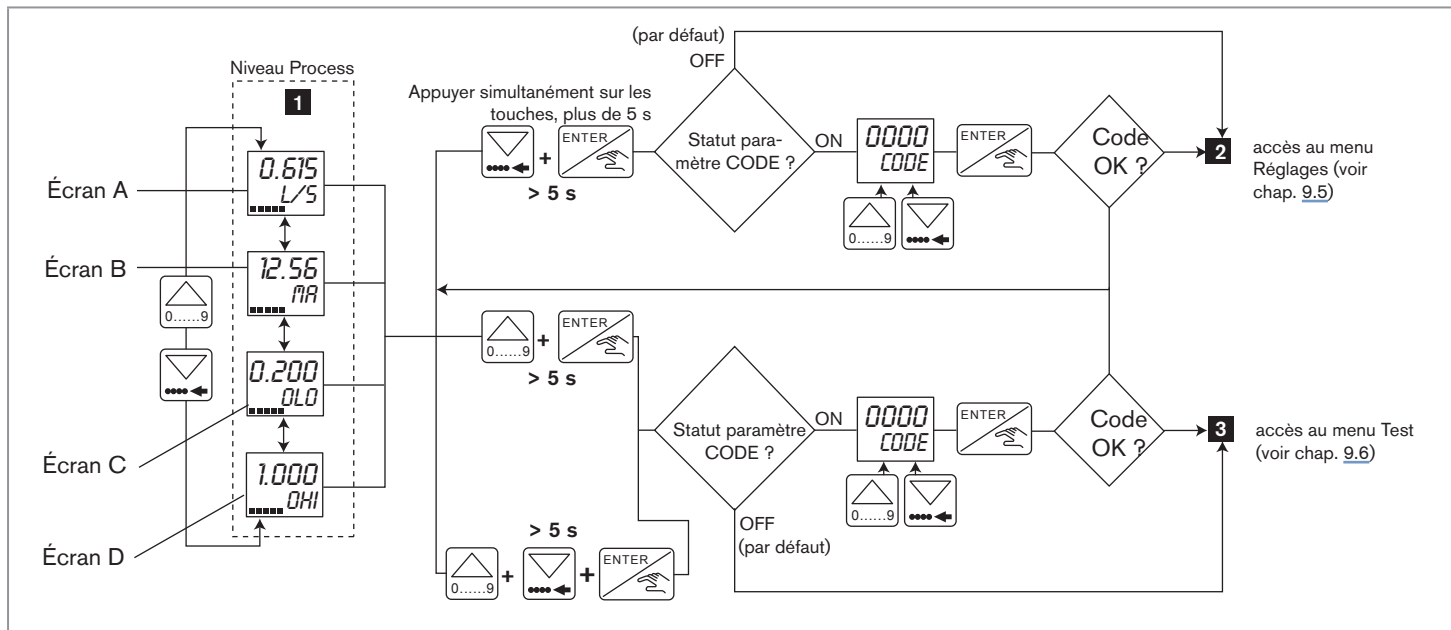 Niveau Process
1
Écran A
0.615
L/S
Écran B
12.56
MA
0......9
Écran C
0.200
OLO
Écran D
1.000
OHI
Appuyer simultanément sur les
touches, plus de 5 s
+
ENTER
> 5 s
(par défaut)
OFF
Statut para-
mètre CODE ?
ON
0000
CODE
0......9
ENTER
Code
OK ?
2
accès au menu
Réglages (voir
chap. 9.5)
0......9
+
ENTER
> 5 s
Statut paramètre
CODE ?
ON
0000
CODE
0......9
ENTER
Code
OK ?
3
accès au menu Test
(voir chap. 9.6)
OFF
(par défaut)
> 5 s
0......9
+
+
ENTER